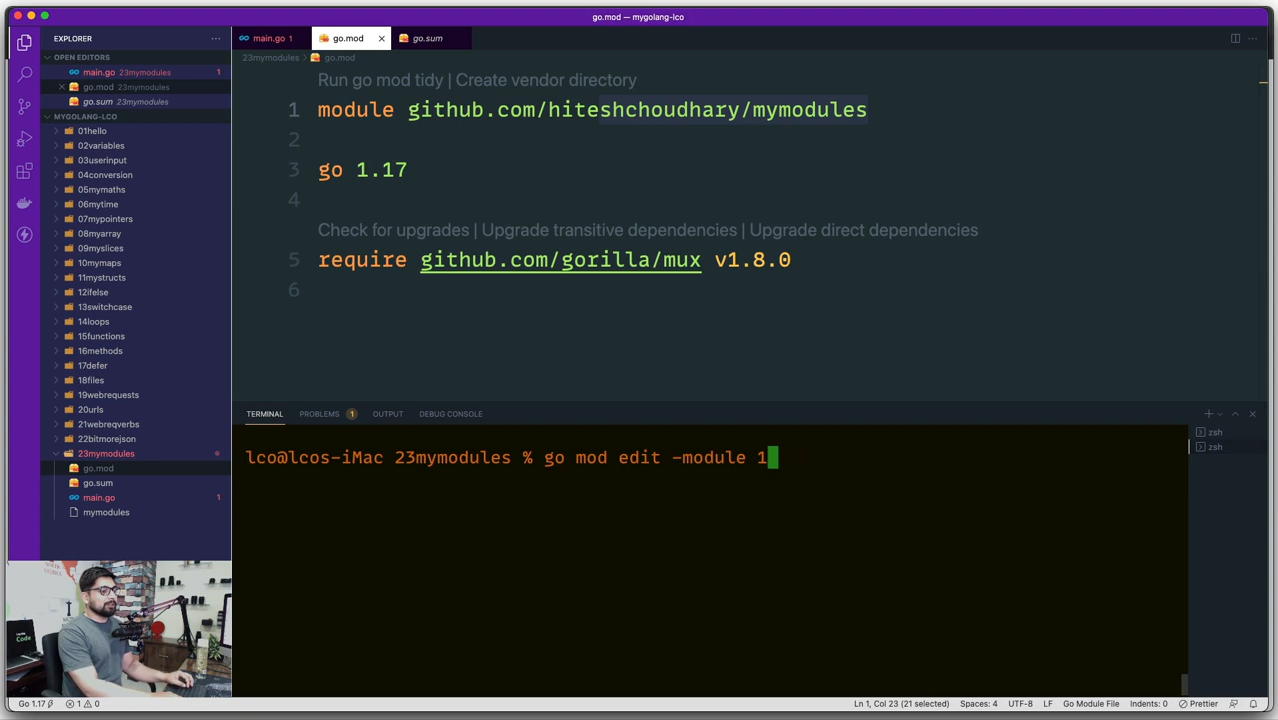 go.mod — mygolang-lco
EXPLORER
main.go 1
go.mod
go.sum
OPEN EDITORS
main.go 23mymodules 1
go.mod 23mymodules
go.sum 23mymodules
MYGOLANG-LCO
01hello
02variables
03userinput
04conversion
05mymaths
06mytime
07mypointers
08myarray
09myslices
10mymaps
11mystructs
12ifelse
13switchcase
14loops
15functions
16methods
17defer
18files
19webrequests
20urls
21webreqverbs
22bitmorejson
23mymodules
go.mod
go.sum
main.go 1
mymodules
23mymodules > go.mod
Run go mod tidy | Create vendor directory
1 module github.com/hiteshchoudhary/mymodules
2
3 go 1.17
4
Check for upgrades | Upgrade transitive dependencies | Upgrade direct dependencies
5 require github.com/gorilla/mux v1.8.0
6
TERMINAL PROBLEMS 1 OUTPUT DEBUG CONSOLE
zsh
zsh
lco@lcos-iMac 23mymodules % go mod edit -module 1
Code
Go 1.17 1 0 Ln 1, Col 23 (21 selected) Spaces: 4 UTF-8 LF Go Module File Indents: 0 Prettier